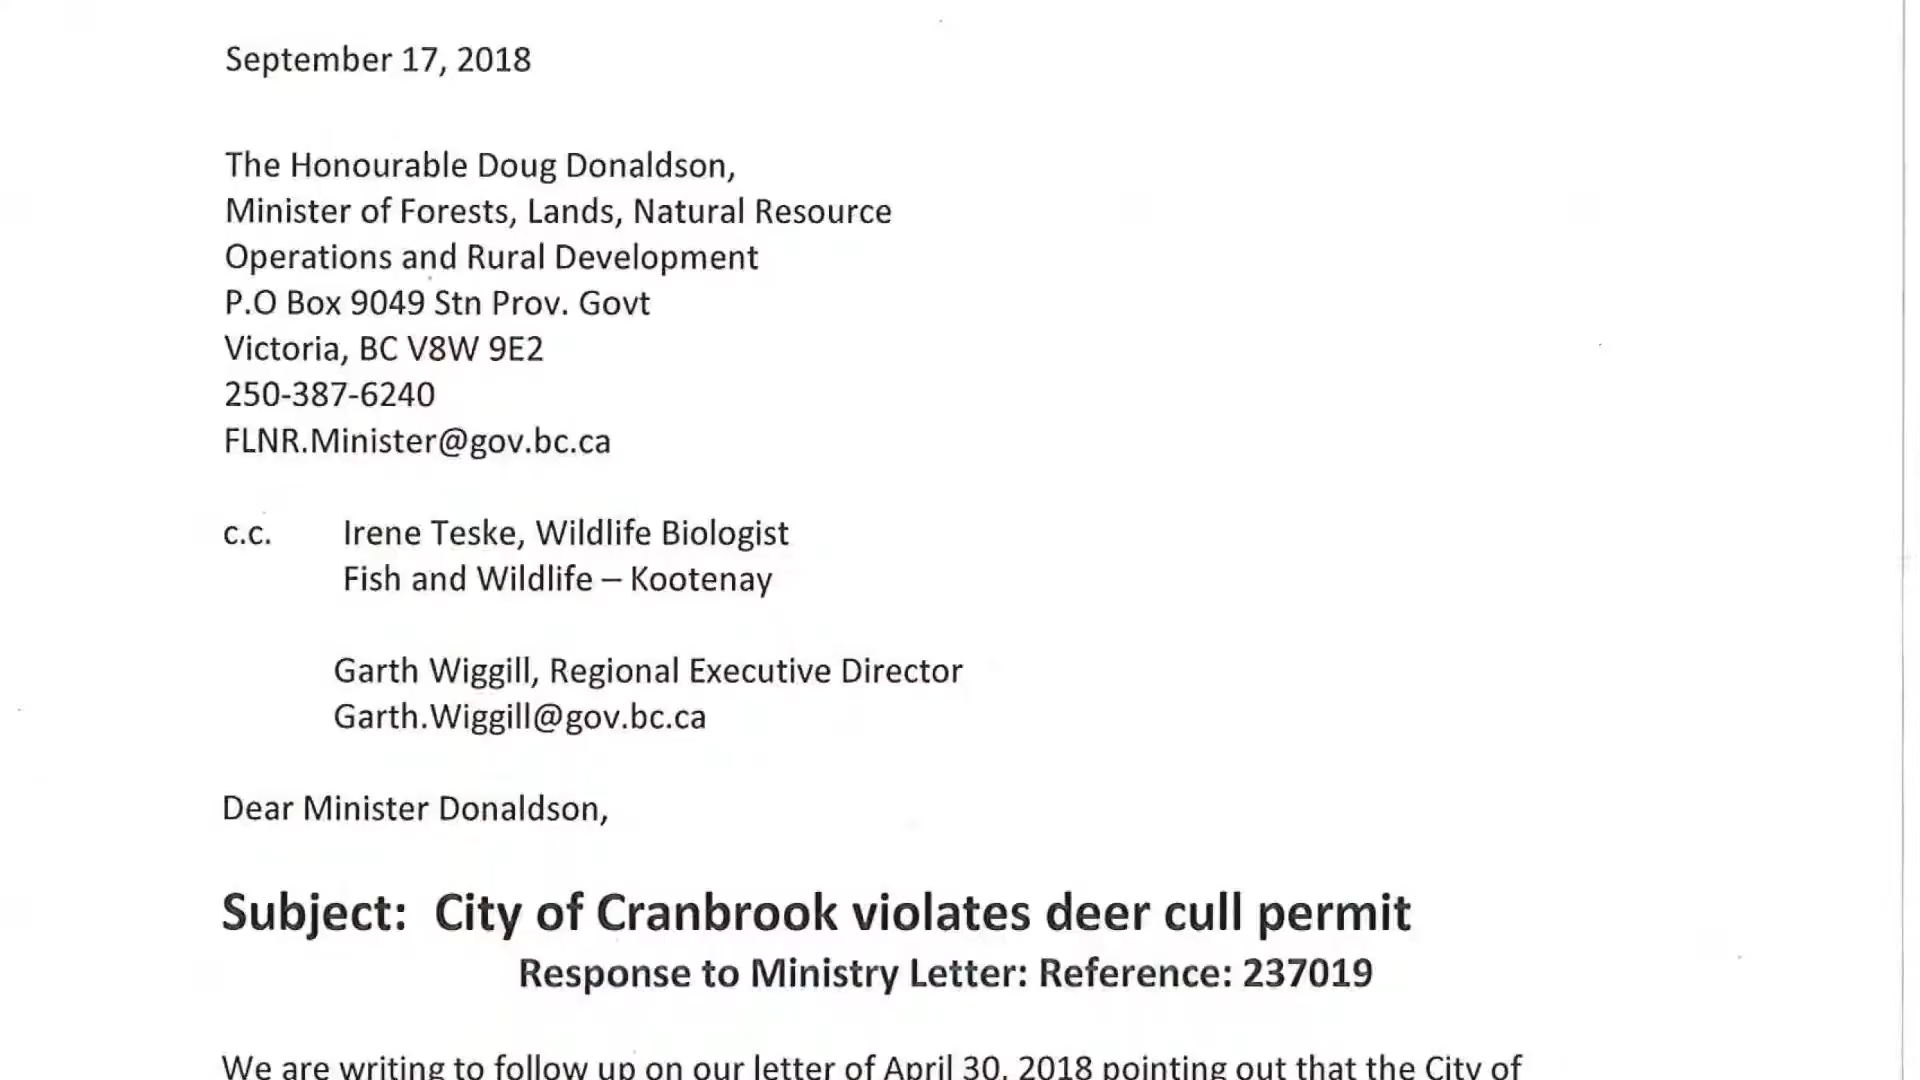 September 17, 2018
The Honourable Doug Donaldson,
Minister of Forests, Lands, Natural Resource
Operations and Rural Development
P.O Box 9049 Stn Prov. Govt
Victoria, BC V8W 9E2
250-387-6240
FLNR.Minister@gov.bc.ca
c.c. Irene Teske, Wildlife Biologist
Fish and Wildlife – Kootenay
Garth Wiggill, Regional Executive Director
Garth.Wiggill@gov.bc.ca
Dear Minister Donaldson,
Subject: City of Cranbrook violates deer cull permit
Response to Ministry Letter: Reference: 237019
We are writing to follow up on our letter of April 30, 2018 pointing out that the City of